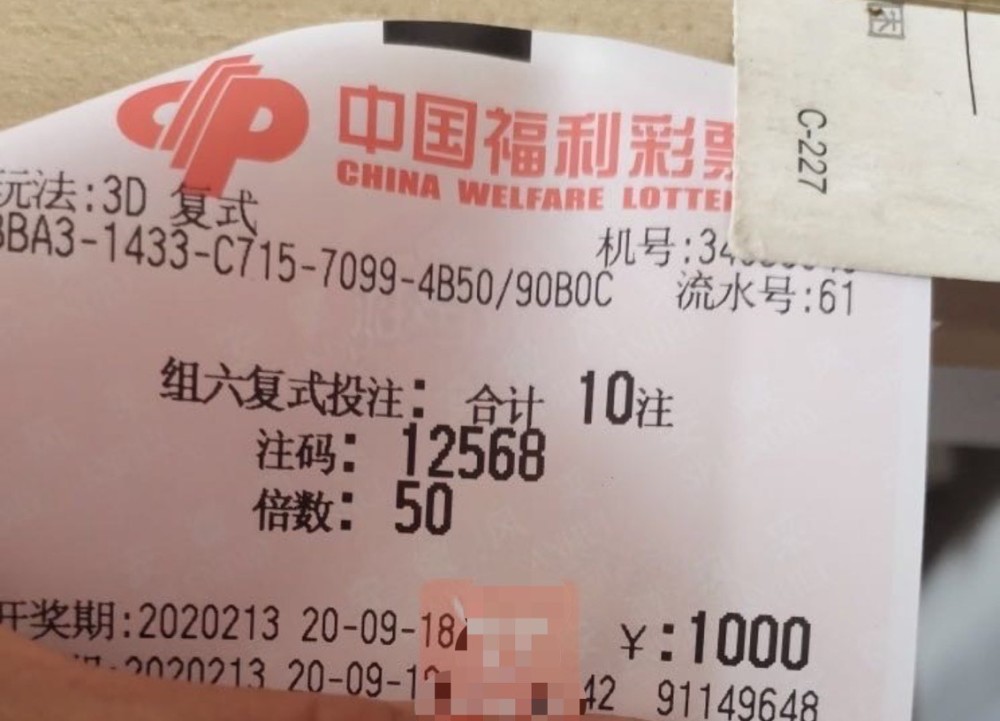 中国福利彩票
CHINA WELFARE LOTTE
C-227
玩法:3D 复式
机号:34
BBA3-1433-C715-7099-4B50/90B0C 流水号:61
组六复式投注: 合计 10注
注码: 12568
倍数: 50
开奖期:2020213 20-09-18 ¥:1000
2020213 20-09-1 42 91149648